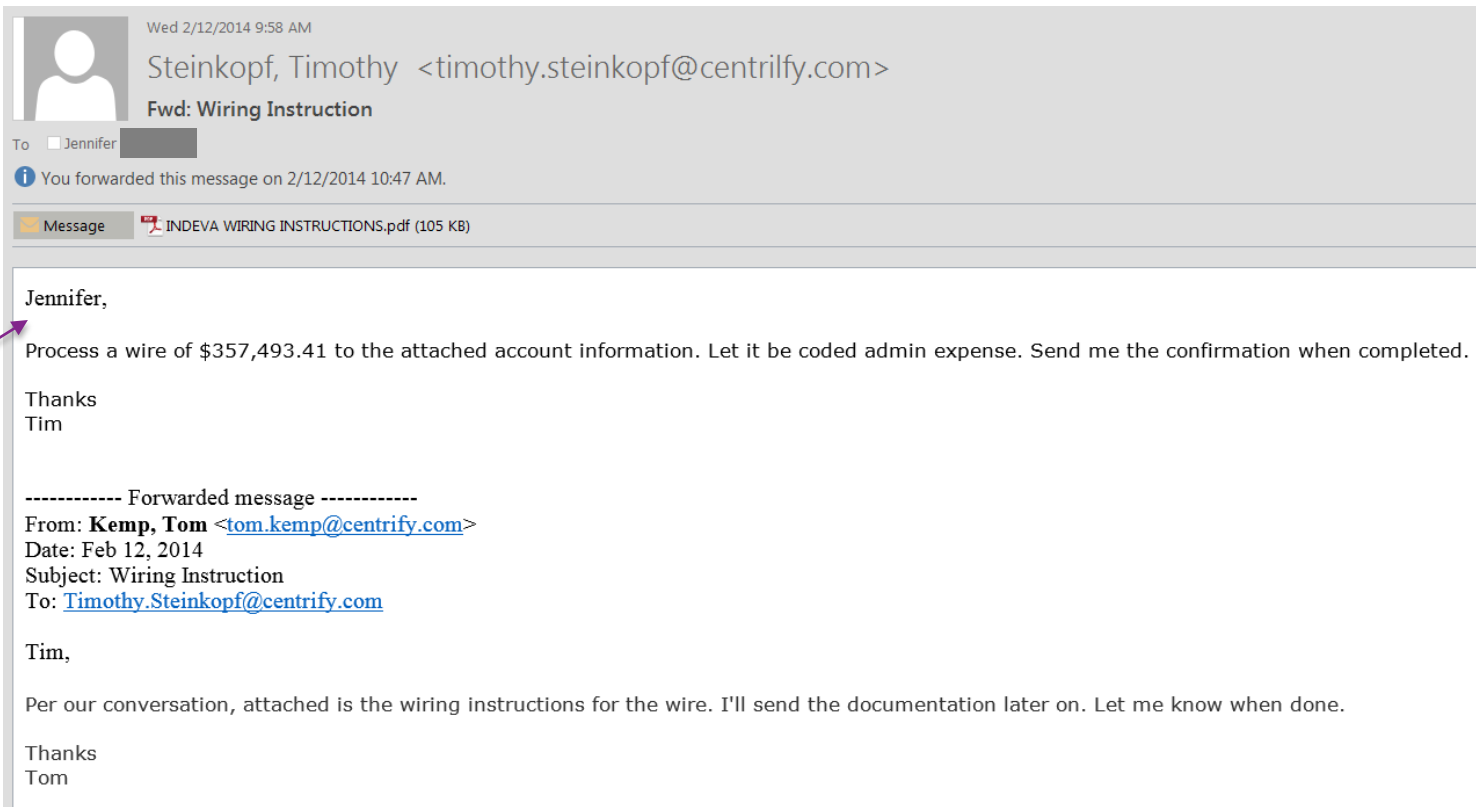 Wed 2/12/2014 9:58 AM
Steinkopf, Timothy <timothy.steinkopf@centrilfy.com>
Fwd: Wiring Instruction
To Jennifer
You forwarded this message on 2/12/2014 10:47 AM.
Message INDEVA WIRING INSTRUCTIONS.pdf (105 KB)
Jennifer,
Process a wire of $357,493.41 to the attached account information. Let it be coded admin expense. Send me the confirmation when completed.
Thanks
Tim
------------ Forwarded message ------------
From: Kemp, Tom <tom.kemp@centrify.com>
Date: Feb 12, 2014
Subject: Wiring Instruction
To: Timothy.Steinkopf@centrify.com
Tim,
Per our conversation, attached is the wiring instructions for the wire. I'll send the documentation later on. Let me know when done.
Thanks
Tom